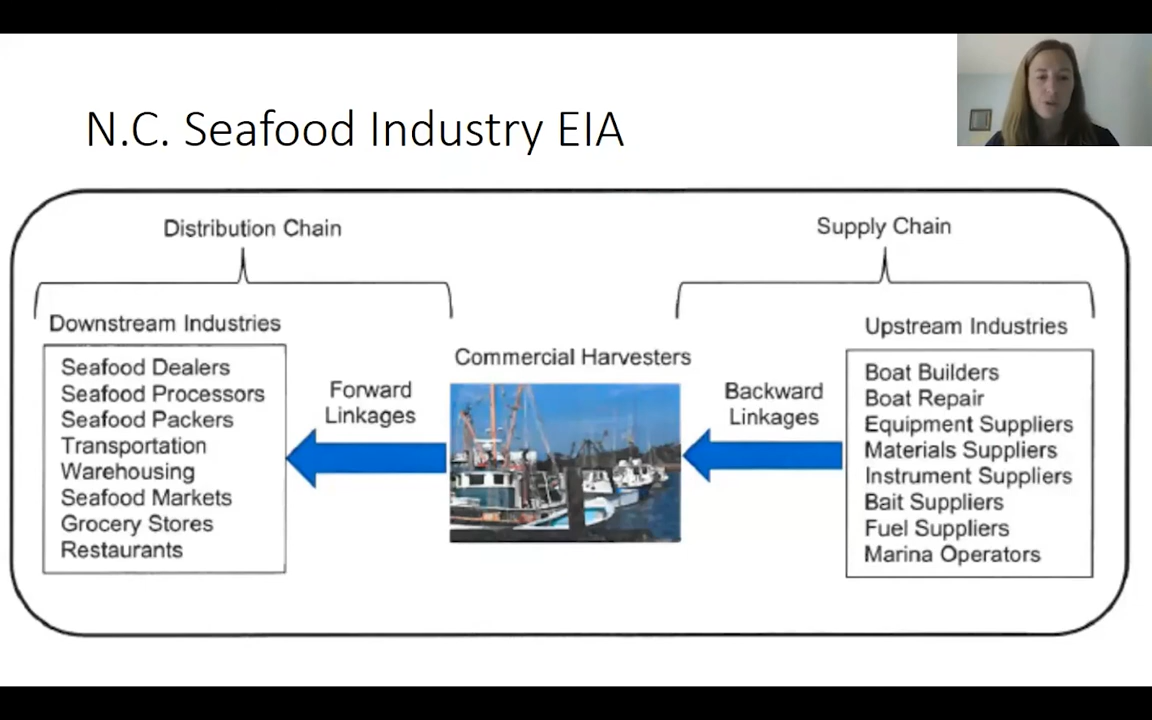 N.C. Seafood Industry EIA
Distribution Chain
Supply Chain
Downstream Industries
Seafood Dealers
Seafood Processors
Seafood Packers
Transportation
Warehousing
Seafood Markets
Grocery Stores
Restaurants
Forward
Linkages
Commercial Harvesters
Backward
Linkages
Upstream Industries
Boat Builders
Boat Repair
Equipment Suppliers
Materials Suppliers
Instrument Suppliers
Bait Suppliers
Fuel Suppliers
Marina Operators